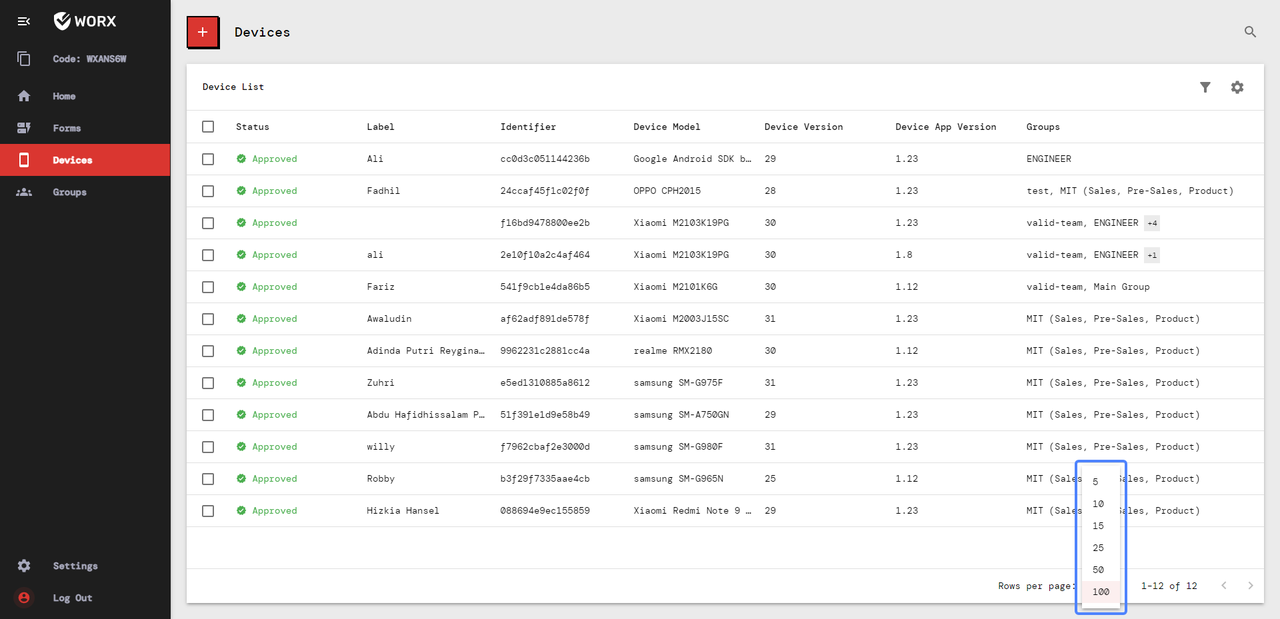 WORX
Code: WXANS6W
Home
Forms
Devices
Groups
Settings
Log Out
Devices
Device List
Status Label Identifier Device Model Device Version Device App Version Groups
Approved Ali cc0d3c051144236b Google Android SDK b… 29 1.23 ENGINEER
Approved Fadhil 24ccaf45f1c02f0f OPPO CPH2015 28 1.23 test, MIT (Sales, Pre-Sales, Product)
Approved f16bd9478800ee2b Xiaomi M2103K19PG 30 1.23 valid-team, ENGINEER +4
Approved ali 2e10f10a2c4af464 Xiaomi M2103K19PG 30 1.8 valid-team, ENGINEER +1
Approved Fariz 541f9cb1e4da86b5 Xiaomi M2101K6G 30 1.12 valid-team, Main Group
Approved Awaludin af62adf891de578f Xiaomi M2003J15SC 31 1.23 MIT (Sales, Pre-Sales, Product)
Approved Adinda Putri Reygina… 9962231c2881cc4a realme RMX2180 30 1.12 MIT (Sales, Pre-Sales, Product)
Approved Zuhri e5ed1310885a8612 samsung SM-G975F 31 1.23 MIT (Sales, Pre-Sales, Product)
Approved Abdu Hafidhissalam P… 51f391e1d9e58b49 samsung SM-A750GN 29 1.23 MIT (Sales, Pre-Sales, Product)
Approved willy f7962cbaf2e3000d samsung SM-G980F 31 1.23 MIT (Sales, Pre-Sales, Product)
Approved Robby b3f29f7335aae4cb samsung SM-G965N 25 1.12 MIT (Sales, Product)
Approved Hizkia Hansel 088694e9ec155859 Xiaomi Redmi Note 9 … 29 1.23 MIT (Sales, Product)
5
10
15
25
50
100
Rows per page: 1-12 of 12